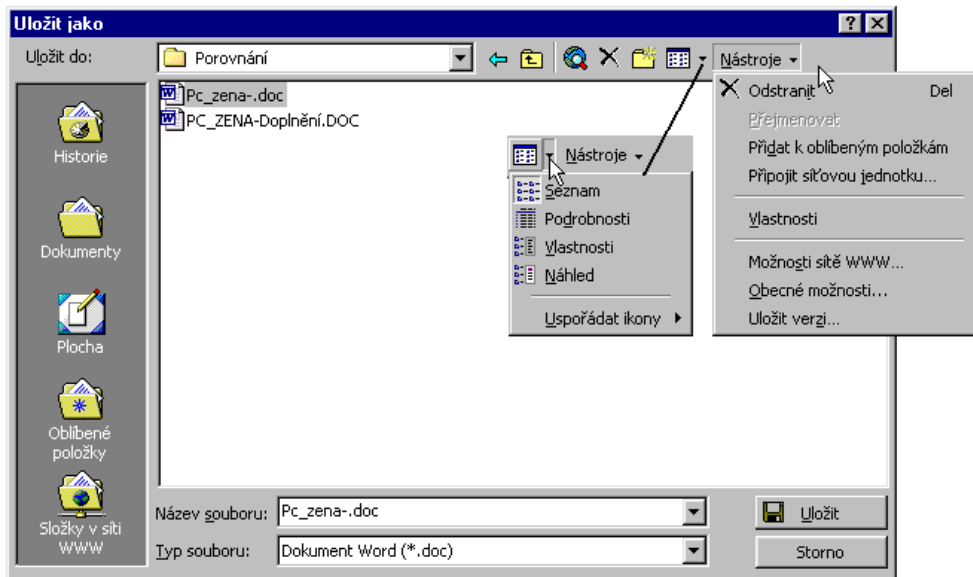 Uložit jako
Uložit do:
Porovnání
Nástroje
Historie
Dokumenty
Plocha
Oblíbené
položky
Složky v síti
WWW
Pc_zena-.doc
PC_ZENA-Doplnění.DOC
Nástroje
Seznam
Podrobnosti
Vlastnosti
Náhled
Uspořádat ikony
Odstranit Del
Přejmenovat
Přidat k oblíbeným položkám
Připojit síťovou jednotku...
Vlastnosti
Možnosti sítě WWW...
Obecné možnosti...
Uložit verzi...
Název souboru: Pc_zena-.doc
Uložit
Typ souboru: Dokument Word (*.doc)
Storno